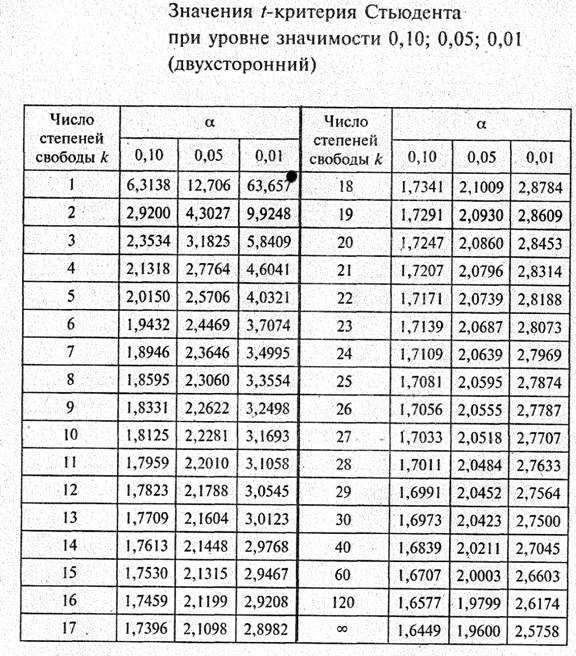 Значения t-критерия Стьюдента
при уровне значимости 0,10; 0,05; 0,01
(двухсторонний)
Число степеней свободы k α Число степеней свободы k α
0,10 0,05 0,01 0,10 0,05 0,01
1 6,3138 12,706 63,657 18 1,7341 2,1009 2,8784
2 2,9200 4,3027 9,9248 19 1,7291 2,0930 2,8609
3 2,3534 3,1825 5,8409 20 1,7247 2,0860 2,8453
4 2,1318 2,7764 4,6041 21 1,7207 2,0796 2,8314
5 2,0150 2,5706 4,0321 22 1,7171 2,0739 2,8188
6 1,9432 2,4469 3,7074 23 1,7139 2,0687 2,8073
7 1,8946 2,3646 3,4995 24 1,7109 2,0639 2,7969
8 1,8595 2,3060 3,3554 25 1,7081 2,0595 2,7874
9 1,8331 2,2622 3,2498 26 1,7056 2,0555 2,7787
10 1,8125 2,2281 3,1693 27 1,7033 2,0518 2,7707
11 1,7959 2,2010 3,1058 28 1,7011 2,0484 2,7633
12 1,7823 2,1788 3,0545 29 1,6991 2,0452 2,7564
13 1,7709 2,1604 3,0123 30 1,6973 2,0423 2,7500
14 1,7613 2,1448 2,9768 40 1,6839 2,0211 2,7045
15 1,7530 2,1315 2,9467 60 1,6707 2,0003 2,6603
16 1,7459 2,1199 2,9208 120 1,6577 1,9799 2,6174
17 1,7396 2,1098 2,8982 ∞ 1,6449 1,9600 2,5758